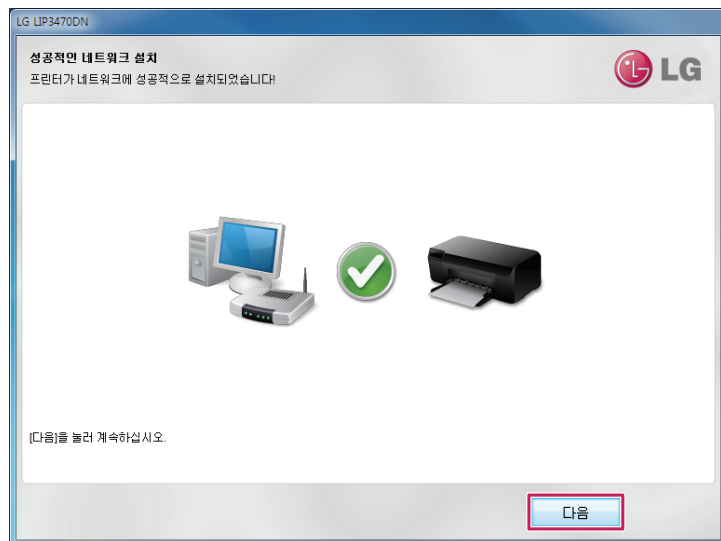 LG LIP3470DN
성공적인 네트워크 설치
프린터가 네트워크에 성공적으로 설치되었습니다!
LG
[다음]을 눌러 계속하십시오.
다음